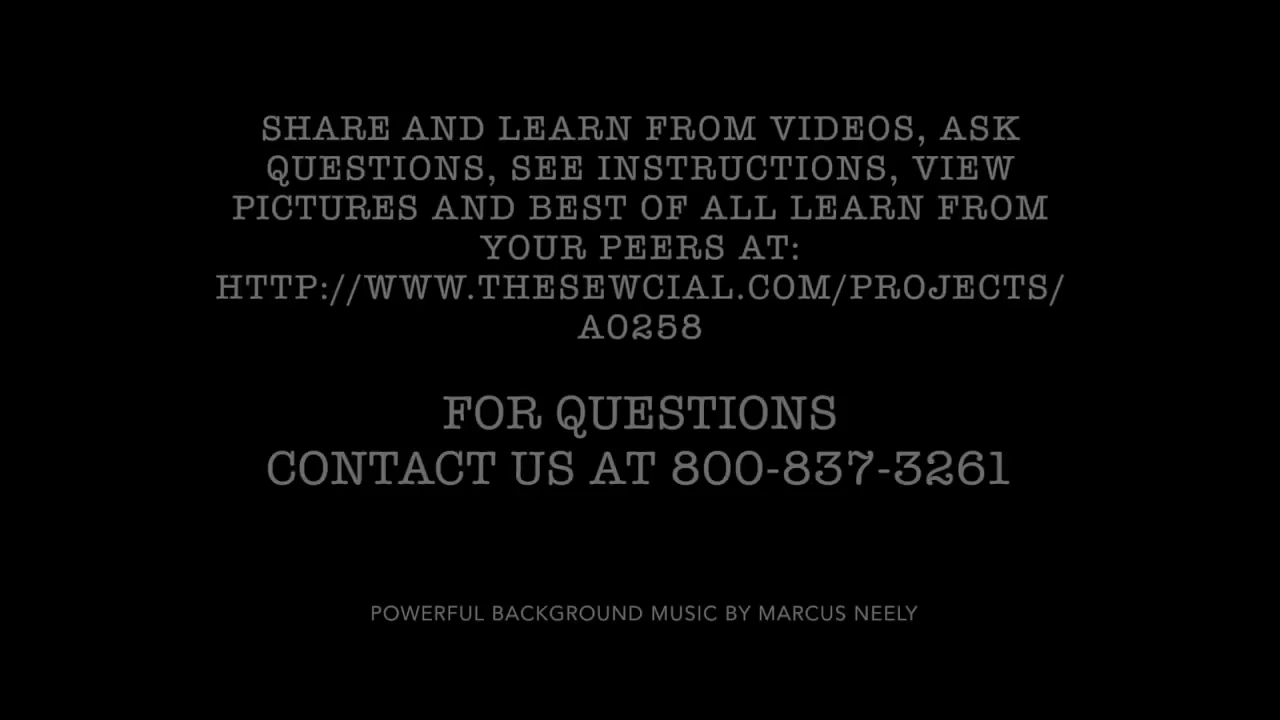 SHARE AND LEARN FROM VIDEOS, ASK
QUESTIONS, SEE INSTRUCTIONS, VIEW
PICTURES AND BEST OF ALL LEARN FROM
YOUR PEERS AT:
HTTP://WWW.THESEWCIAL.COM/PROJECTS/
A0258
FOR QUESTIONS
CONTACT US AT 800-837-3261
POWERFUL BACKGROUND MUSIC BY MARCUS NEELY